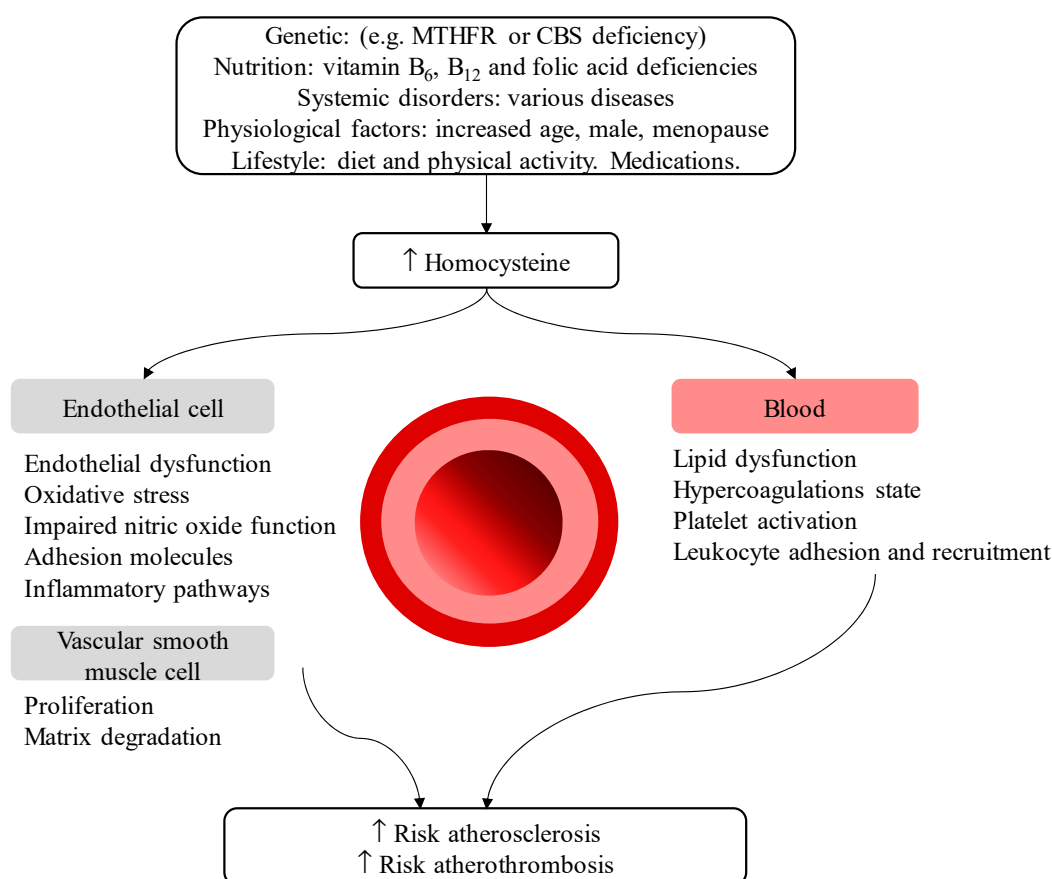 Genetic: (e.g. MTHFR or CBS deficiency)
Nutrition: vitamin B₆, B₁₂ and folic acid deficiencies
Systemic disorders: various diseases
Physiological factors: increased age, male, menopause
Lifestyle: diet and physical activity. Medications.
↑ Homocysteine
Endothelial cell
Endothelial dysfunction
Oxidative stress
Impaired nitric oxide function
Adhesion molecules
Inflammatory pathways
Vascular smooth
muscle cell
Proliferation
Matrix degradation
Blood
Lipid dysfunction
Hypercoagulations state
Platelet activation
Leukocyte adhesion and recruitment
↑ Risk atherosclerosis
↑ Risk atherothrombosis